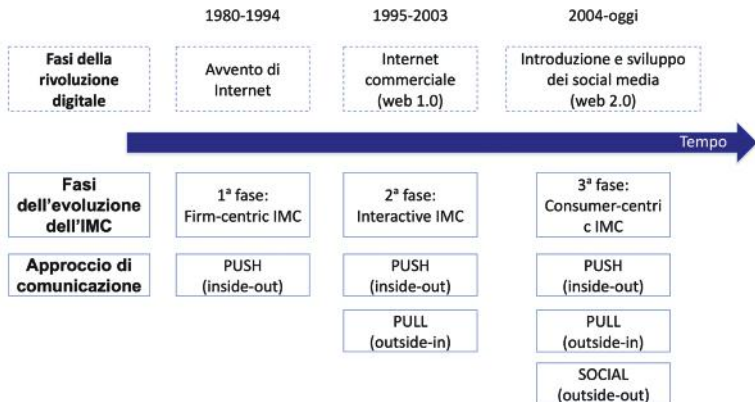 1980-1994
1995-2003
2004-oggi
Fasi della
rivoluzione
digitale
Avvento di
Internet
Internet
commerciale
(web 1.0)
Introduzione e sviluppo
dei social media
(web 2.0)
Tempo
Fasi
dell'evoluzione
dell'IMC
1ª fase:
Firm-centric IMC
2ª fase:
Interactive IMC
3ª fase:
Consumer-centri
c IMC
Approccio di
comunicazione
PUSH
(inside-out)
PUSH
(inside-out)
PUSH
(inside-out)
PULL
(outside-in)
PULL
(outside-in)
SOCIAL
(outside-out)